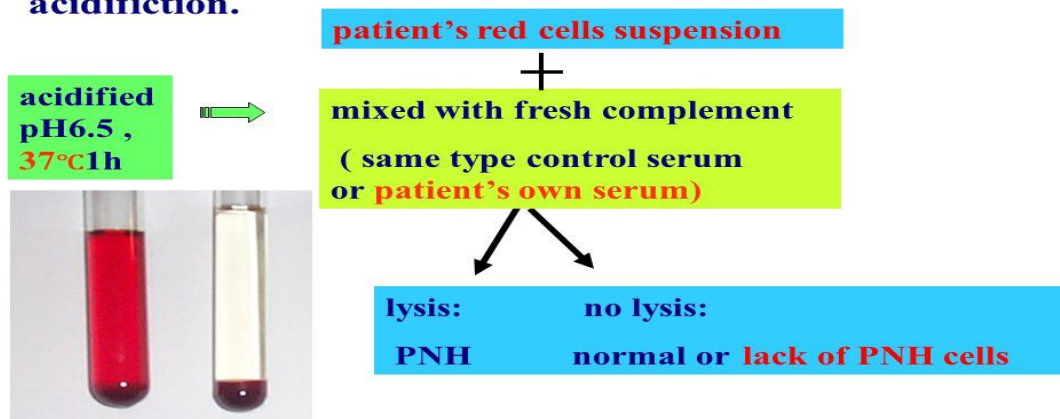 acidifiction.
patient’s red cells suspension
acidified
pH6.5 ,
37℃1h
mixed with fresh complement
( same type control serum
or patient’s own serum)
lysis: no lysis:
PNH normal or lack of PNH cells